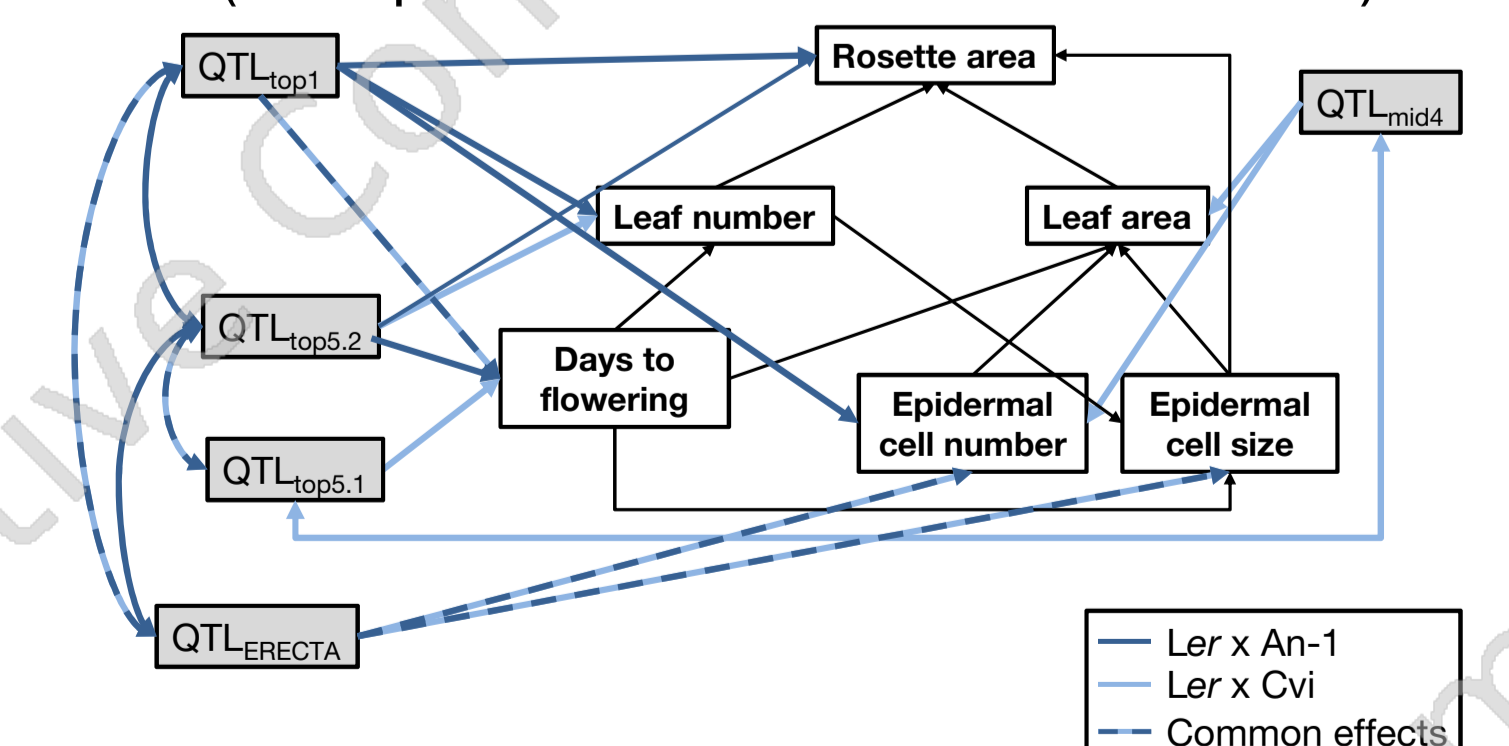 QTLtop1
Rosette area
QTLmid4
Leaf number
Leaf area
QTLtop5.2
Days to
flowering
Epidermal
cell number
Epidermal
cell size
QTLtop5.1
QTLERECTA
Ler x An-1
Ler x Cvi
Common effects